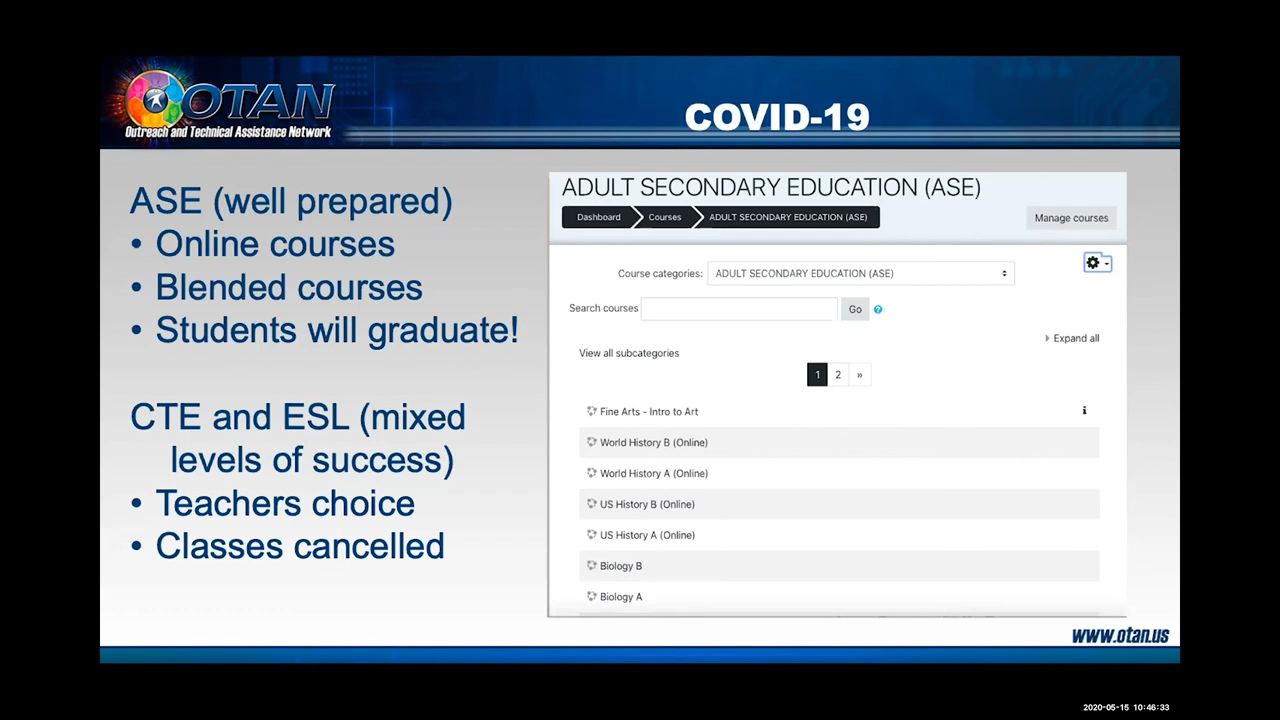 OTAN
Outreach and Technical Assistance Network
COVID-19
ASE (well prepared)
• Online courses
• Blended courses
• Students will graduate!
CTE and ESL (mixed
levels of success)
• Teachers choice
• Classes cancelled
ADULT SECONDARY EDUCATION (ASE)
Dashboard Courses ADULT SECONDARY EDUCATION (ASE)
Manage courses
Course categories: ADULT SECONDARY EDUCATION (ASE)
Search courses Go
Expand all
View all subcategories
1 2 »
Fine Arts - Intro to Art
World History B (Online)
World History A (Online)
US History B (Online)
US History A (Online)
Biology B
Biology A
www.otan.us
2020-05-15 10:46:33